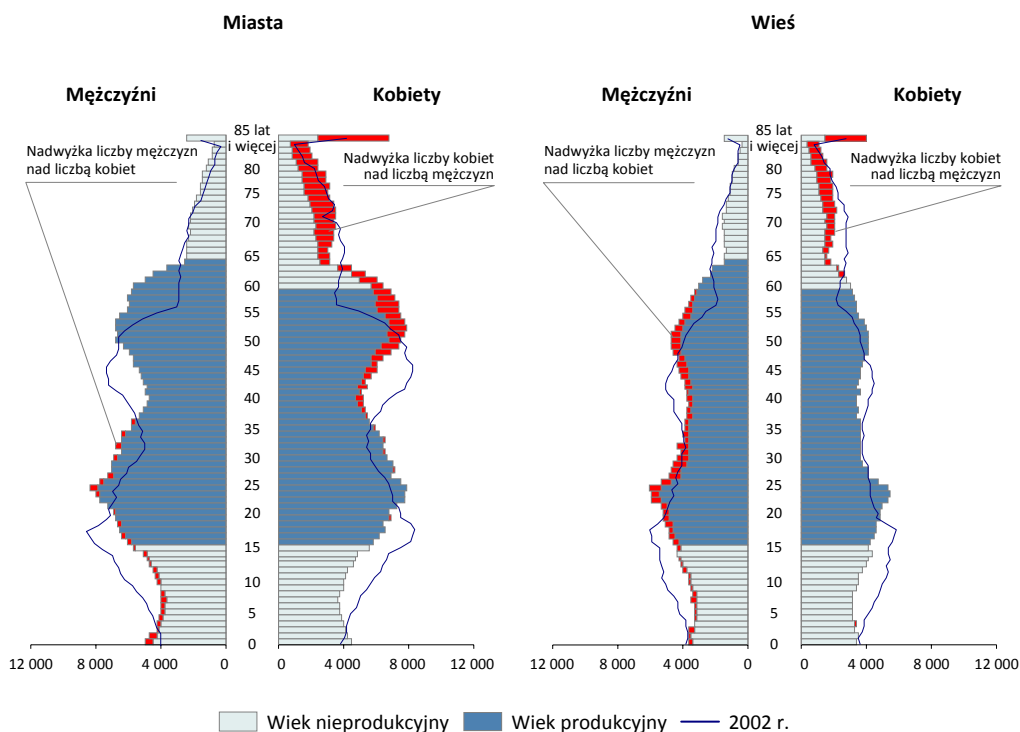 Miasta
Wieś
Mężczyźni
Kobiety
Mężczyźni
Kobiety
85 lat
i więcej
85 lat
i więcej
Nadwyżka liczby mężczyzn
nad liczbą kobiet
Nadwyżka liczby kobiet
nad liczbą mężczyzn
Nadwyżka liczby mężczyzn
nad liczbą kobiet
Nadwyżka liczby kobiet
nad liczbą mężczyzn
80
80
75
75
70
70
65
65
60
60
55
55
50
50
45
45
40
40
35
35
30
30
25
25
20
20
15
15
10
10
5
5
0
0
12 000 8 000 4 000 0 0 4 000 8 000 12 000
12 000 8 000 4 000 0 0 4 000 8 000 12 000
Wiek nieprodukcyjny Wiek produkcyjny 2002 r.